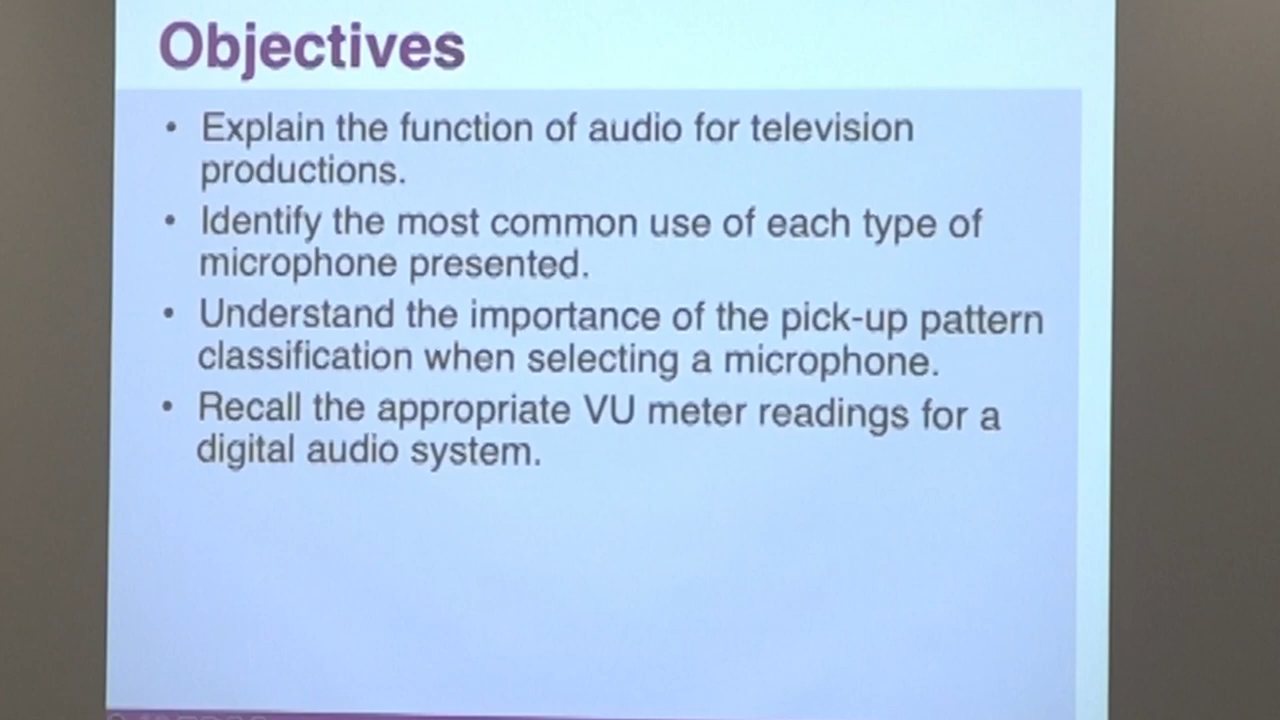 Objectives
• Explain the function of audio for television
productions.
• Identify the most common use of each type of
microphone presented.
• Understand the importance of the pick-up pattern
classification when selecting a microphone.
• Recall the appropriate VU meter readings for a
digital audio system.